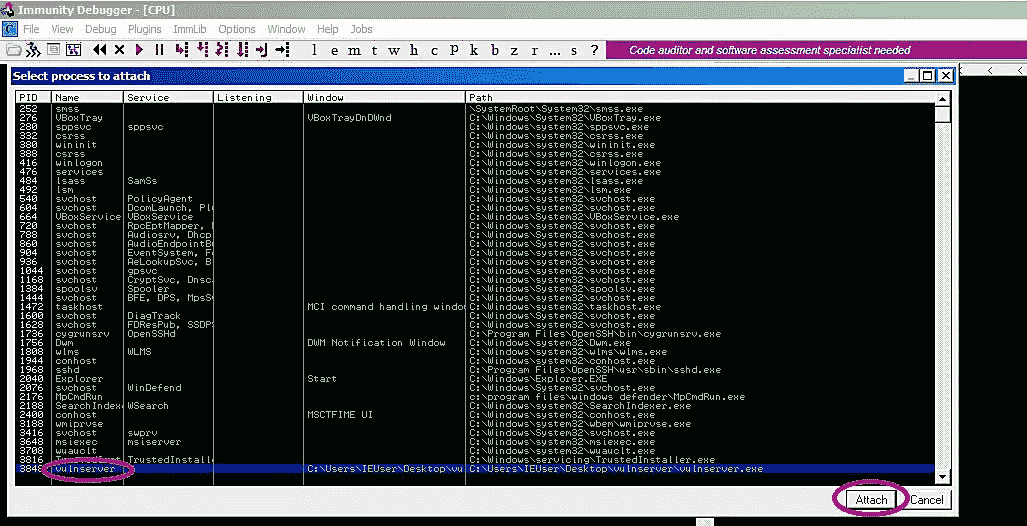 Immunity Debugger - [CPU]
File View Debug Plugins ImmLib Options Window Help Jobs
l e m t w h c p k b z r ... s ? Code auditor and software assessment specialist needed
Select process to attach
PID Name Service Listening Window Path
252 smss \SystemRoot\System32\smss.exe
276 VBoxTray VBoxTrayDnDWnd C:\Windows\System32\VBoxTray.exe
280 sppsvc sppsvc C:\Windows\system32\sppsvc.exe
332 csrss C:\Windows\system32\csrss.exe
380 wininit C:\Windows\system32\wininit.exe
388 csrss C:\Windows\system32\csrss.exe
416 winlogon C:\Windows\system32\winlogon.exe
476 services C:\Windows\system32\services.exe
484 lsass SamSs C:\Windows\system32\lsass.exe
492 lsm C:\Windows\system32\lsm.exe
540 svchost PolicyAgent C:\Windows\system32\svchost.exe
604 svchost DcomLaunch, Plu C:\Windows\system32\svchost.exe
664 VBoxService VBoxService C:\Windows\System32\VBoxService.exe
720 svchost RpcEptMapper, C:\Windows\system32\svchost.exe
788 svchost Audiosrv, Dhcp C:\Windows\System32\svchost.exe
860 svchost AudioEndpointBu C:\Windows\System32\svchost.exe
904 svchost EventSystem, Fo C:\Windows\system32\svchost.exe
936 svchost AeLookupSvc, B C:\Windows\system32\svchost.exe
1044 svchost gpsvc C:\Windows\system32\svchost.exe
1168 svchost CryptSvc, Dnsc C:\Windows\system32\svchost.exe
1384 spoolsv Spooler C:\Windows\System32\spoolsv.exe
1444 svchost BFE, DPS, MpsS C:\Windows\system32\svchost.exe
1472 taskhost MCI command handling windo C:\Windows\system32\taskhost.exe
1600 svchost DiagTrack C:\Windows\System32\svchost.exe
1628 svchost FDResPub, SSDP C:\Windows\system32\svchost.exe
1736 cygrunsrv OpenSSHd C:\Program Files\OpenSSH\bin\cygrunsrv.exe
1756 Dwm DWM Notification Window C:\Windows\system32\Dwm.exe
1808 wlms WLMS C:\Windows\system32\wlms\wlms.exe
1944 conhost C:\Windows\system32\conhost.exe
1968 sshd C:\Program Files\OpenSSH\usr\sbin\sshd.exe
2040 Explorer Start C:\Windows\Explorer.EXE
2076 svchost WinDefend C:\Windows\System32\svchost.exe
2176 MpCmdRun c:\program files\windows defender\MpCmdRun.exe
2188 SearchIndexer WSearch C:\Windows\system32\SearchIndexer.exe
2400 conhost MSCTFIME UI C:\Windows\system32\conhost.exe
3188 wmiprvse C:\Windows\system32\wbem\wmiprvse.exe
3416 svchost swprv C:\Windows\System32\svchost.exe
3648 msiexec msiserver C:\Windows\system32\msiexec.exe
3708 wuauclt C:\Windows\system32\wuauclt.exe
3816 TrustedInstaller C:\Windows\servicing\TrustedInstaller.exe
3848 vulnserver C:\Users\IEUser\Desktop\vu C:\Users\IEUser\Desktop\vulnserver\vulnserver.exe
Attach Cancel